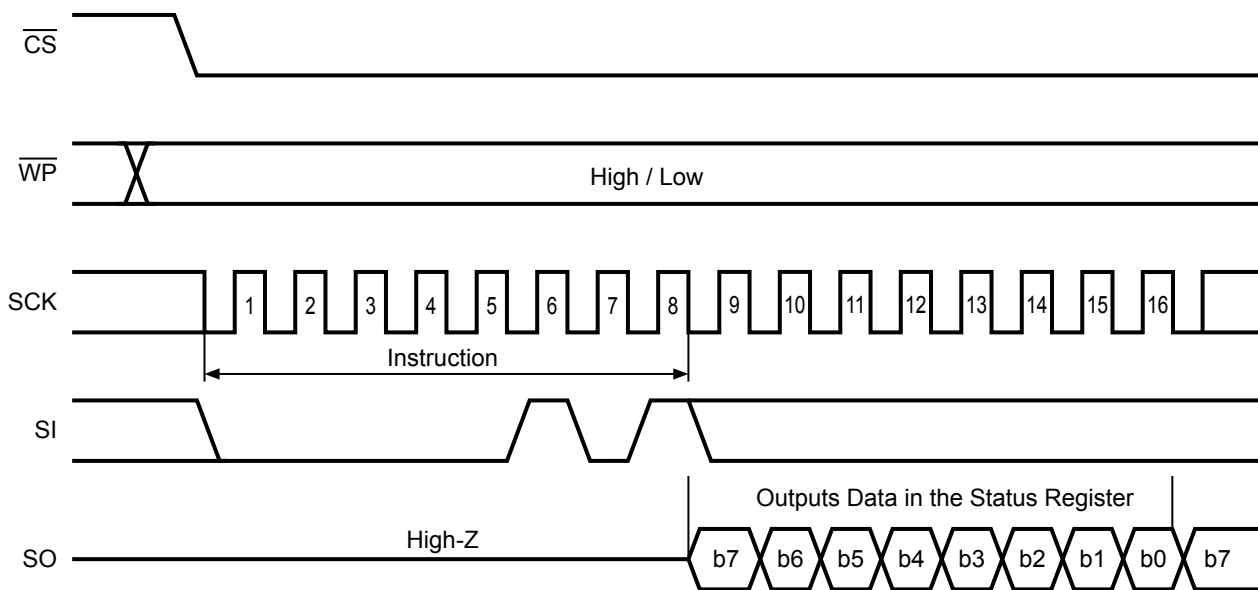 CS
WP
High / Low
SCK
1 2 3 4 5 6 7 8 9 10 11 12 13 14 15 16
Instruction
SI
Outputs Data in the Status Register
High-Z
SO
b7 b6 b5 b4 b3 b2 b1 b0 b7